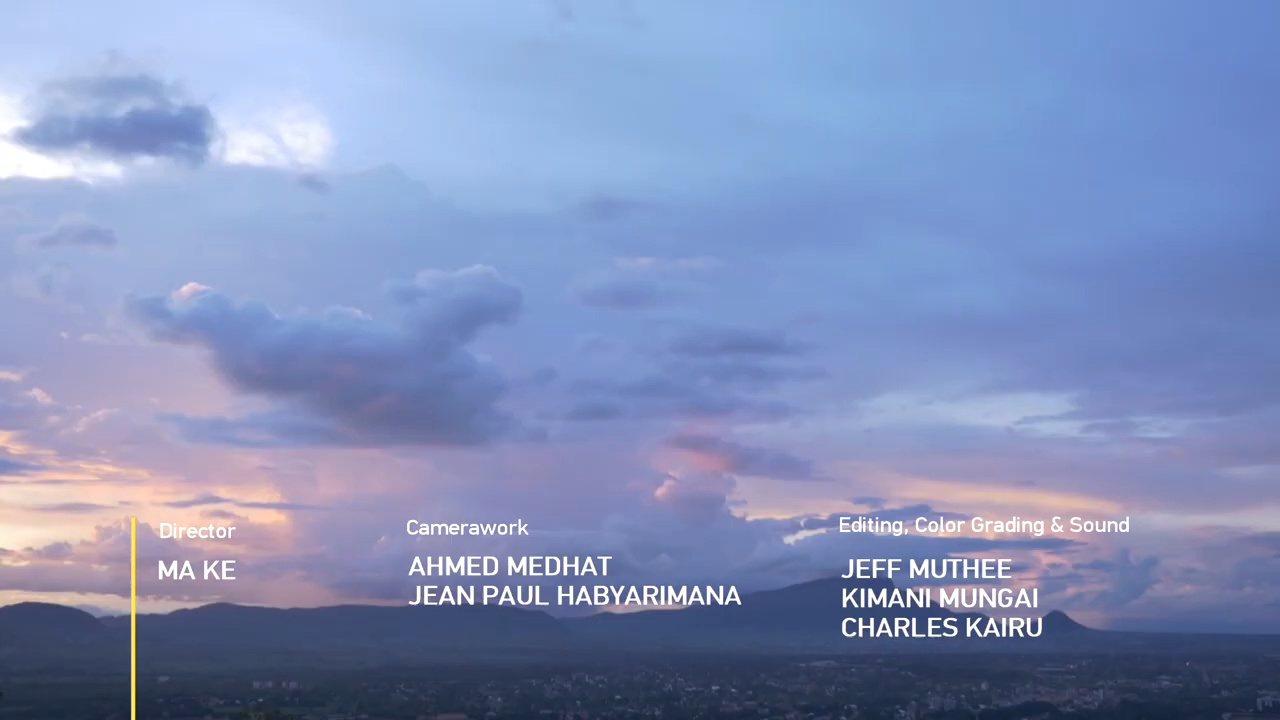 Director
MA KE
Camerawork
AHMED MEDHAT
JEAN PAUL HABYARIMANA
Editing, Color Grading & Sound
JEFF MUTHEE
KIMANI MUNGAI
CHARLES KAIRU